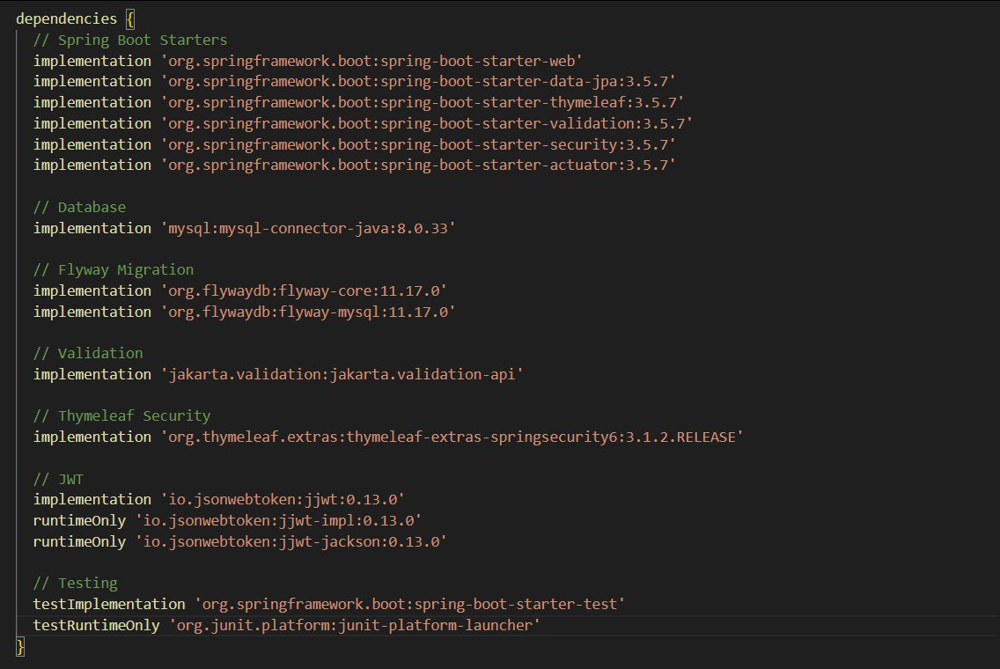 dependencies {
// Spring Boot Starters
implementation 'org.springframework.boot:spring-boot-starter-web'
implementation 'org.springframework.boot:spring-boot-starter-data-jpa:3.5.7'
implementation 'org.springframework.boot:spring-boot-starter-thymeleaf:3.5.7'
implementation 'org.springframework.boot:spring-boot-starter-validation:3.5.7'
implementation 'org.springframework.boot:spring-boot-starter-security:3.5.7'
implementation 'org.springframework.boot:spring-boot-starter-actuator:3.5.7'
// Database
implementation 'mysql:mysql-connector-java:8.0.33'
// Flyway Migration
implementation 'org.flywaydb:flyway-core:11.17.0'
implementation 'org.flywaydb:flyway-mysql:11.17.0'
// Validation
implementation 'jakarta.validation:jakarta.validation-api'
// Thymeleaf Security
implementation 'org.thymeleaf.extras:thymeleaf-extras-springsecurity6:3.1.2.RELEASE'
// JWT
implementation 'io.jsonwebtoken:jjwt:0.13.0'
runtimeOnly 'io.jsonwebtoken:jjwt-impl:0.13.0'
runtimeOnly 'io.jsonwebtoken:jjwt-jackson:0.13.0'
// Testing
testImplementation 'org.springframework.boot:spring-boot-starter-test'
testRuntimeOnly 'org.junit.platform:junit-platform-launcher'
}